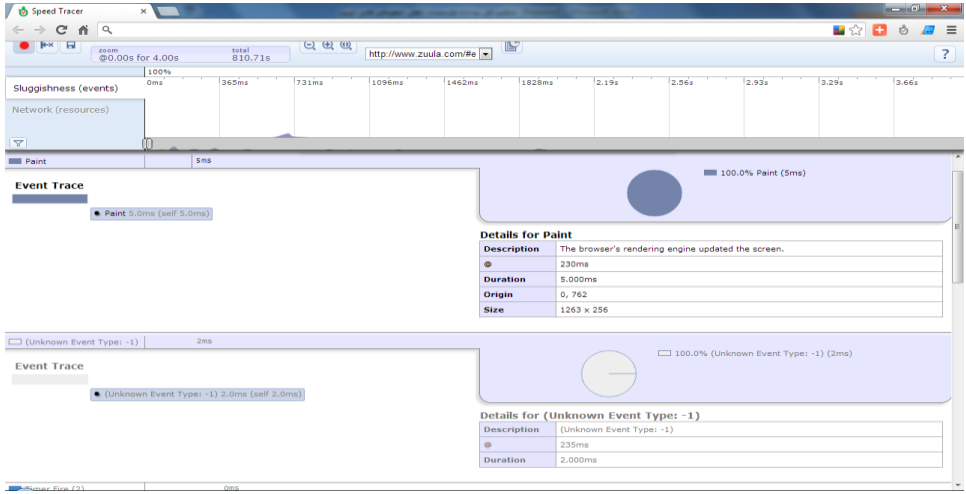 Speed Tracer
zoom
@0.00s for 4.00s
total
810.71s
http://www.zuula.com/#e
?
100%
Sluggishness (events)
0ms 365ms 731ms 1096ms 1462ms 1828ms 2.19s 2.56s 2.93s 3.29s 3.66s
Network (resources)
Paint 5ms
100.0% Paint (5ms)
Event Trace
Paint 5.0ms (self 5.0ms)
Details for Paint
Description The browser's rendering engine updated the screen.
@ 230ms
Duration 5.000ms
Origin 0, 762
Size 1263 x 256
(Unknown Event Type: -1) 2ms
100.0% (Unknown Event Type: -1) (2ms)
Event Trace
(Unknown Event Type: -1) 2.0ms (self 2.0ms)
Details for (Unknown Event Type: -1)
Description (Unknown Event Type: -1)
@ 235ms
Duration 2.000ms
Timer Fire (2) 0ms